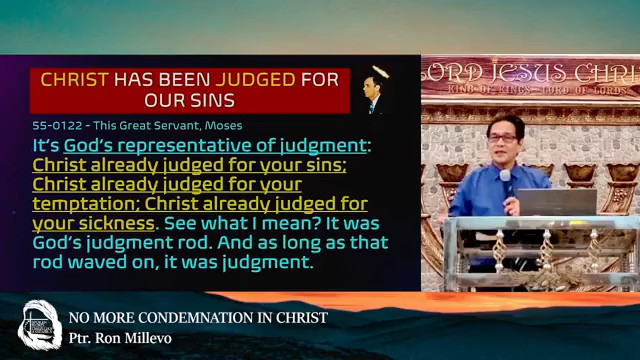 CHRIST HAS BEEN JUDGED FOR
OUR SINS
55-0122 - This Great Servant, Moses
It's God's representative of judgment:
Christ already judged for your sins;
Christ already judged for your
temptation; Christ already judged for
your sickness. See what I mean? It was
God's judgment rod. And as long as that
rod waved on, it was judgment.
LORD JESUS CHRI
KING OF KINGS LORD OF LORDS
NO MORE CONDEMNATION IN CHRIST
Ptr. Ron Millevo